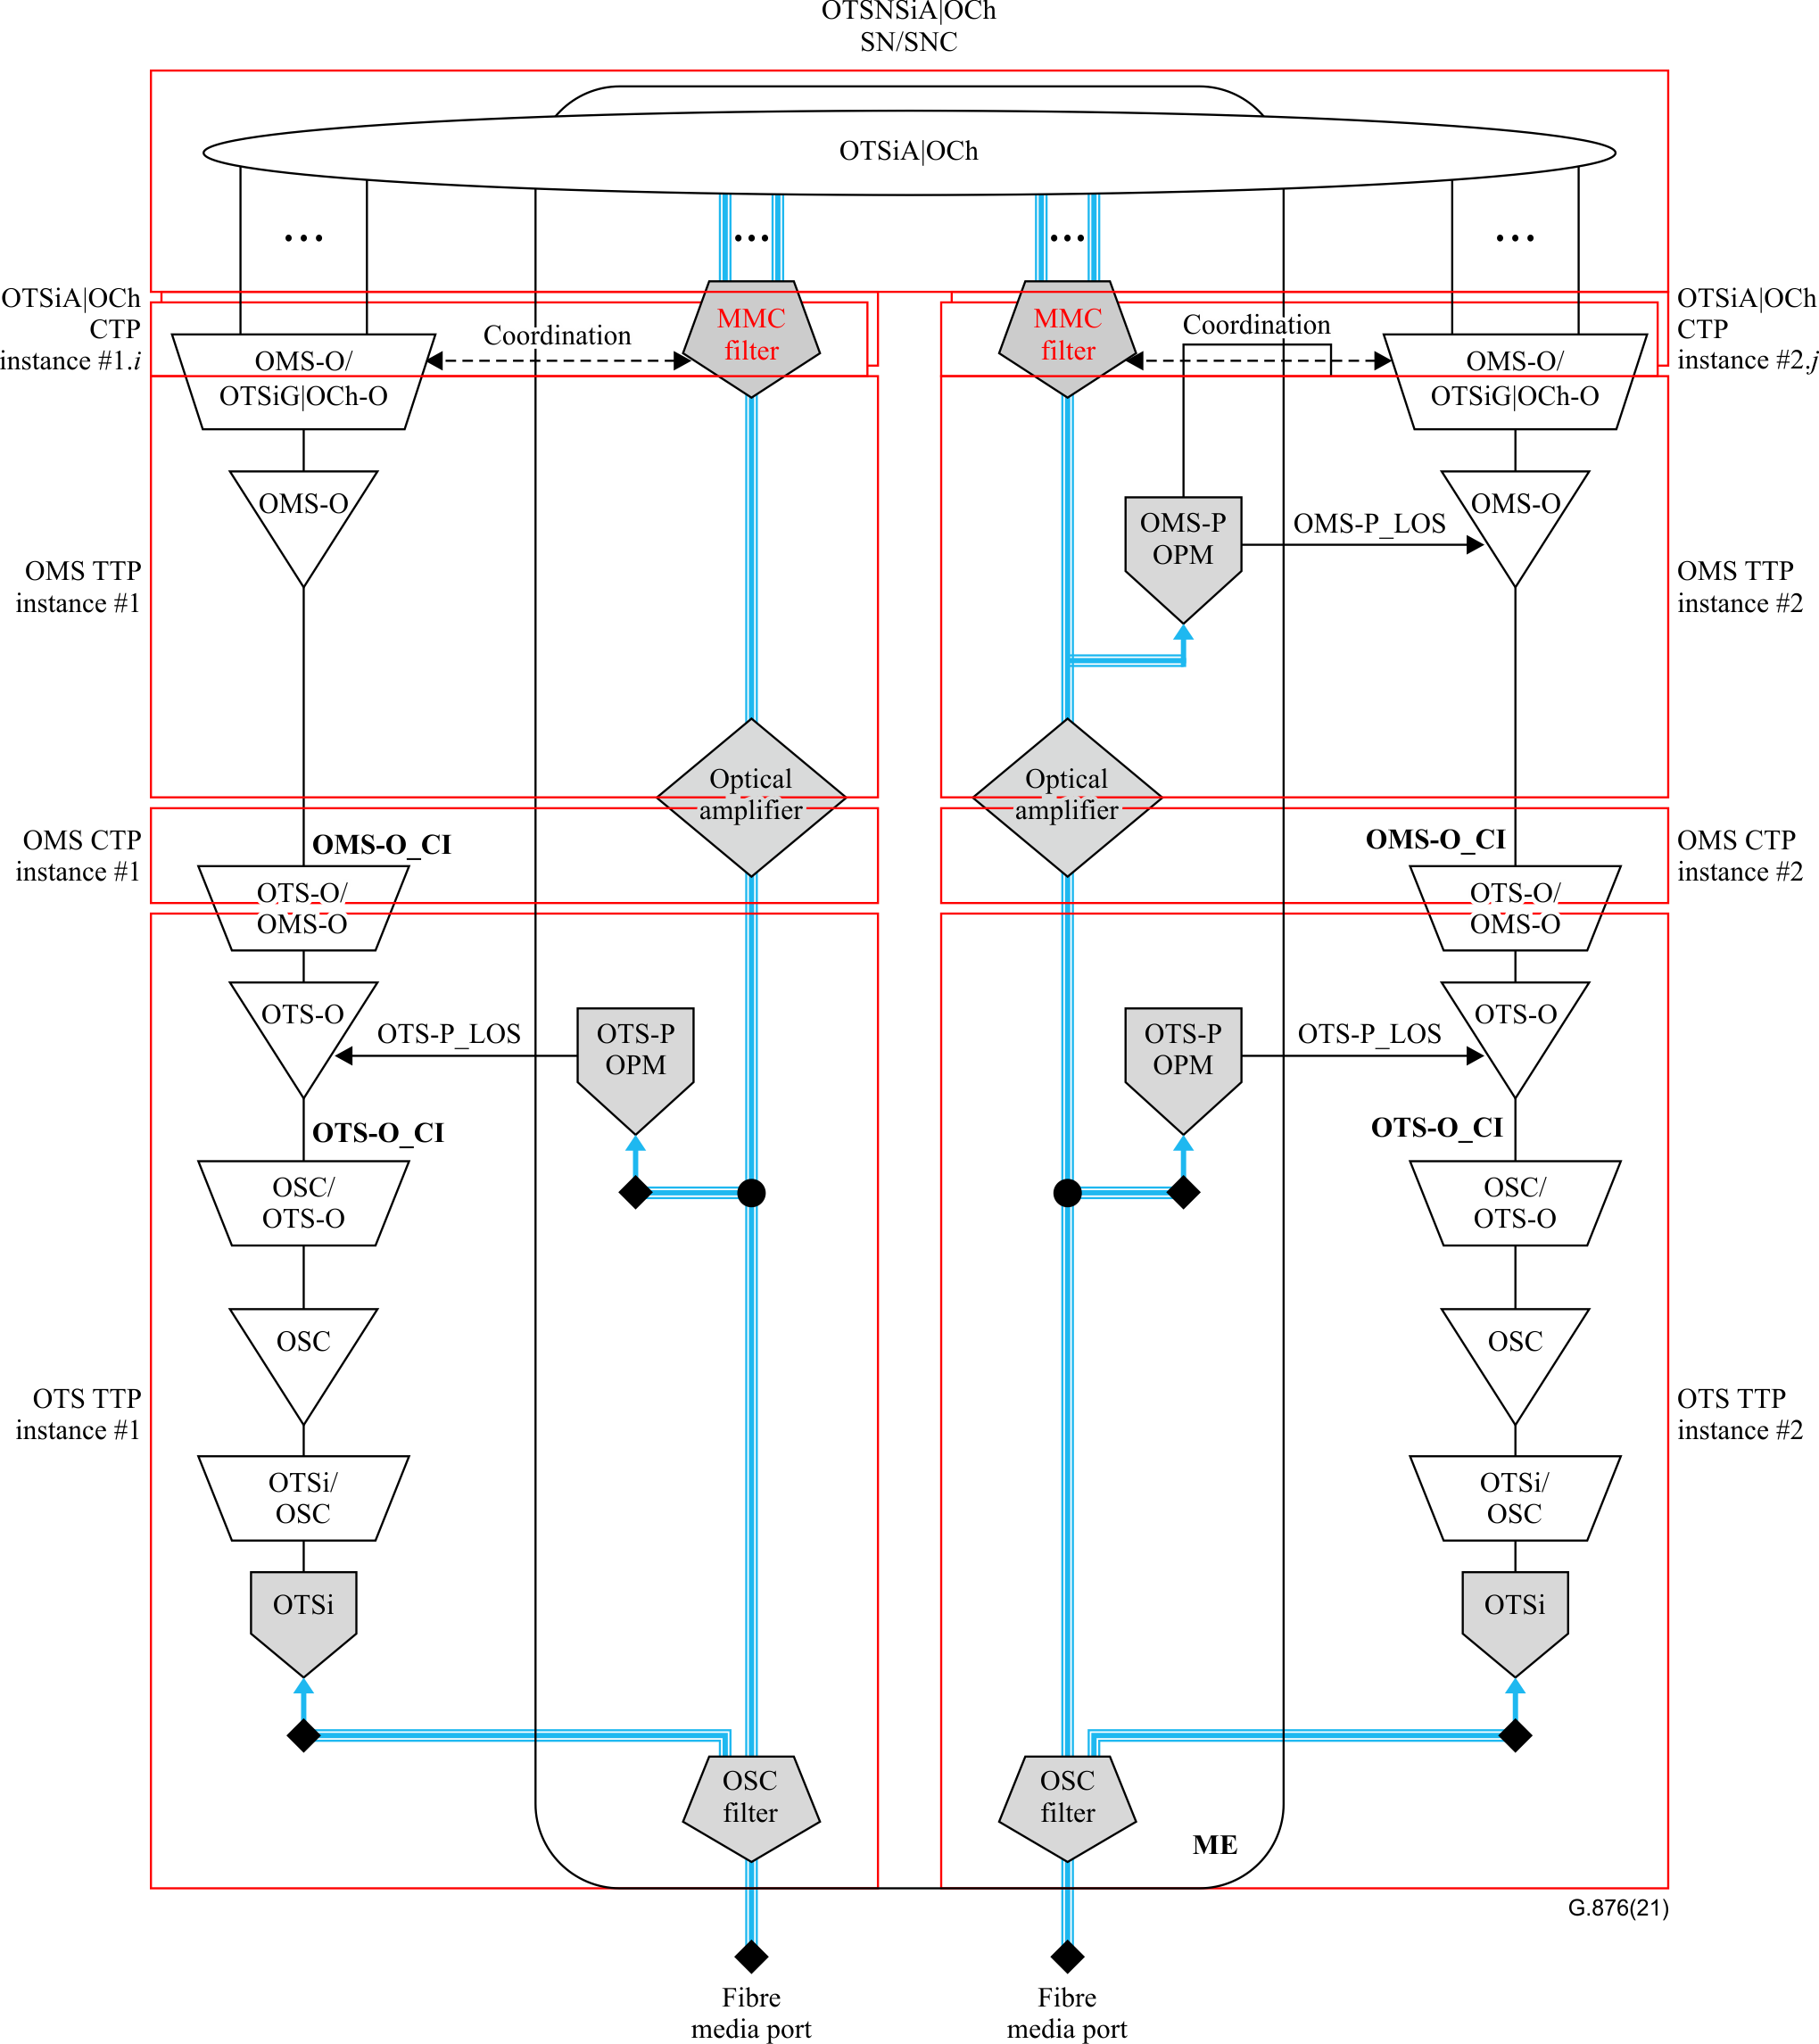 OTSNSiA|OCh
SN/SNC
OTSiA|OCh
... ... ... ...
OTSiA|OCh
CTP
instance #1.i
OMS-O/
OTSiG|OCh-O
Coordination
MMC
filter
MMC
filter
Coordination
OMS-O/
OTSiG|OCh-O
OTSiA|OCh
CTP
instance #2.j
OMS-O
OMS-P
OPM
OMS-P_LOS
OMS-O
OMS TTP
instance #1
OMS TTP
instance #2
Optical
amplifier
Optical
amplifier
OMS CTP
instance #1
OMS-O_CI
OMS-O_CI
OMS CTP
instance #2
OTS-O/
OMS-O
OTS-O/
OMS-O
OTS-O
OTS-P_LOS
OTS-P
OPM
OTS-P
OPM
OTS-P_LOS
OTS-O
OTS-O_CI
OTS-O_CI
OSC/
OTS-O
OSC/
OTS-O
OSC
OSC
OTS TTP
instance #1
OTS TTP
instance #2
OTSi/
OSC
OTSi/
OSC
OTSi
OTSi
OSC
filter
OSC
filter
ME
G.876(21)
Fibre
media port
Fibre
media port